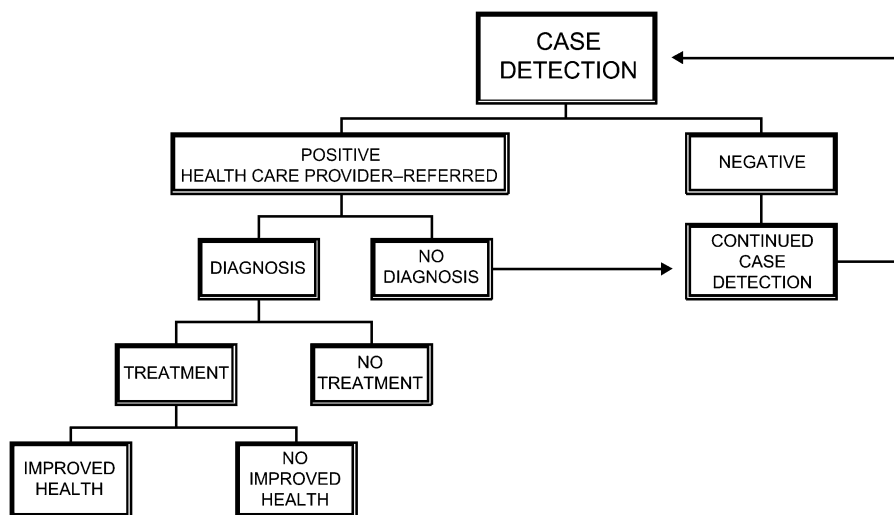 CASE
DETECTION
POSITIVE
HEALTH CARE PROVIDER–REFERRED
NEGATIVE
DIAGNOSIS
NO
DIAGNOSIS
CONTINUED
CASE
DETECTION
TREATMENT
NO
TREATMENT
IMPROVED
HEALTH
NO
IMPROVED
HEALTH